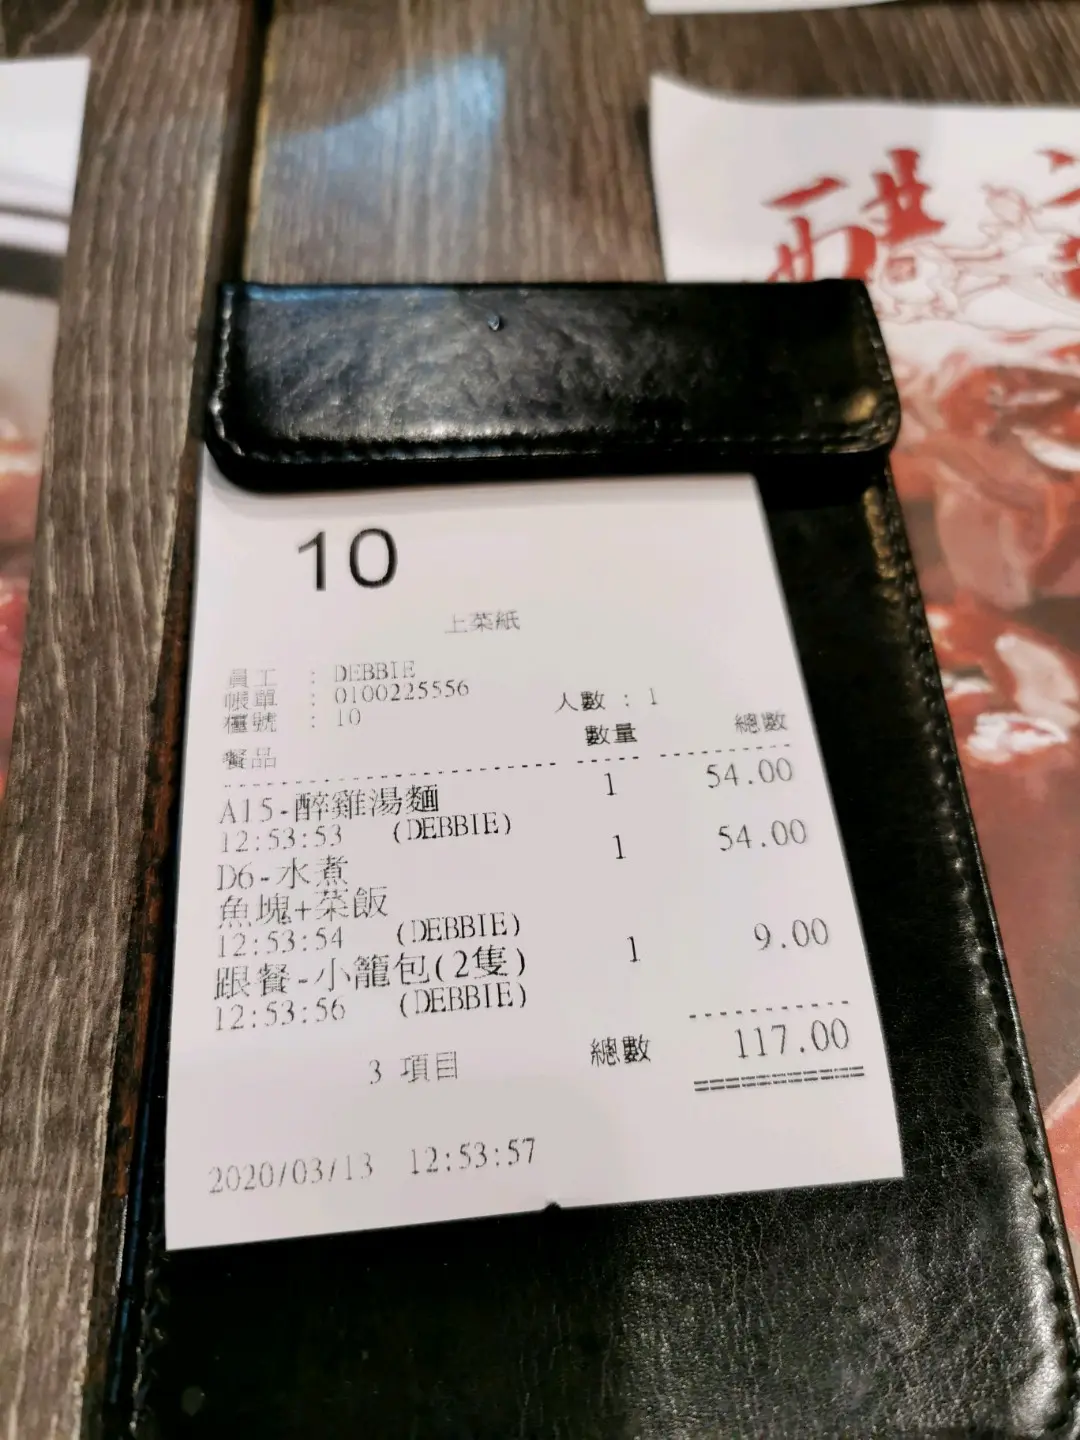 醋
10
上菜紙
員工 : DEBBIE
帳單 : 0100225556
檯號 : 10 人數 : 1
餐品 數量 總數
A15-醉雞湯麵 1 54.00
12:53:53 (DEBBIE)
D6-水煮 1 54.00
魚塊+菜飯
12:53:54 (DEBBIE)
跟餐-小籠包(2隻) 1 9.00
12:53:56 (DEBBIE)
3 項目 總數 117.00
2020/03/13 12:53:57